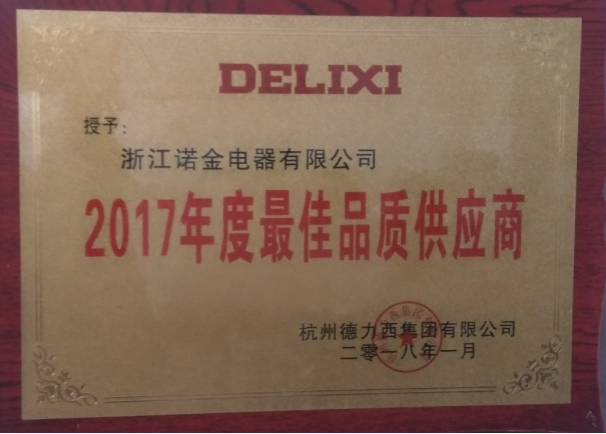 DELIXI
授予：
浙江诺金电器有限公司
2017年度最佳品质供应商
杭州德力西集团有限公司
二零一八年一月